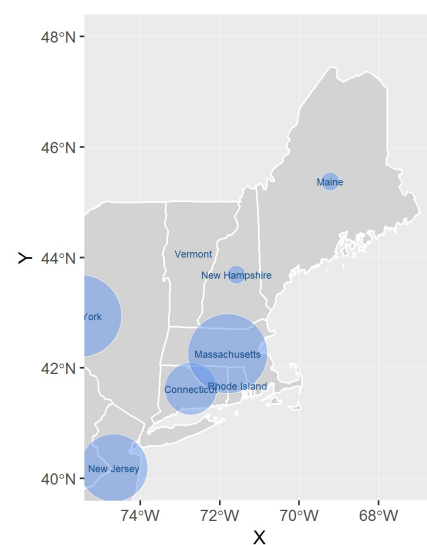 48°N
46°N
44°N
42°N
40°N
Y
Maine
Vermont
New Hampshire
York
Massachusetts
Connecticut
Rhode Island
New Jersey
74°W
72°W
70°W
68°W
X